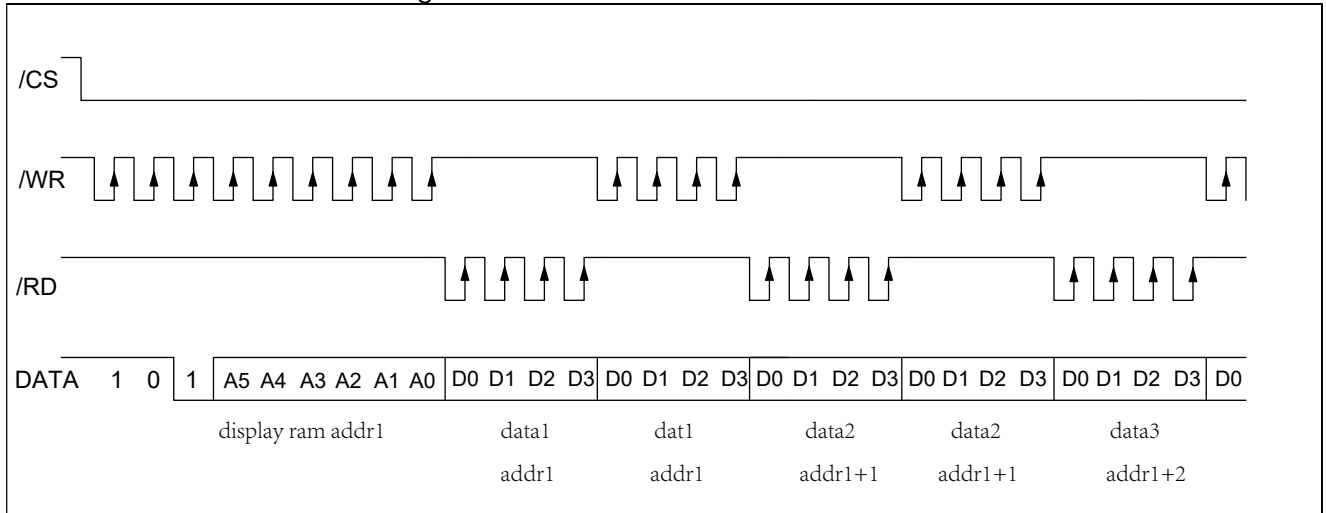 /CS
/WR
/RD
DATA 1 0 1 A5 A4 A3 A2 A1 A0 D0 D1 D2 D3 D0 D1 D2 D3 D0 D1 D2 D3 D0 D1 D2 D3 D0 D1 D2 D3 D0
display ram addr1 data1 dat1 data2 data2 data3
addr1 addr1 addr1+1 addr1+1 addr1+2